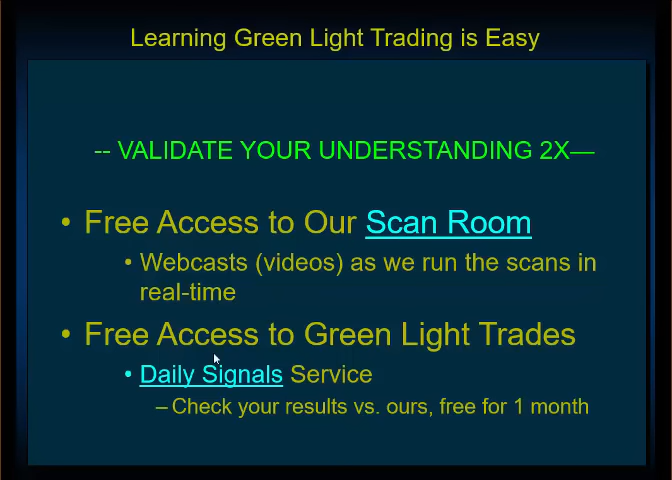 Learning Green Light Trading is Easy
-- VALIDATE YOUR UNDERSTANDING 2X—
• Free Access to Our Scan Room
• Webcasts (videos) as we run the scans in
real-time
• Free Access to Green Light Trades
• Daily Signals Service
– Check your results vs. ours, free for 1 month